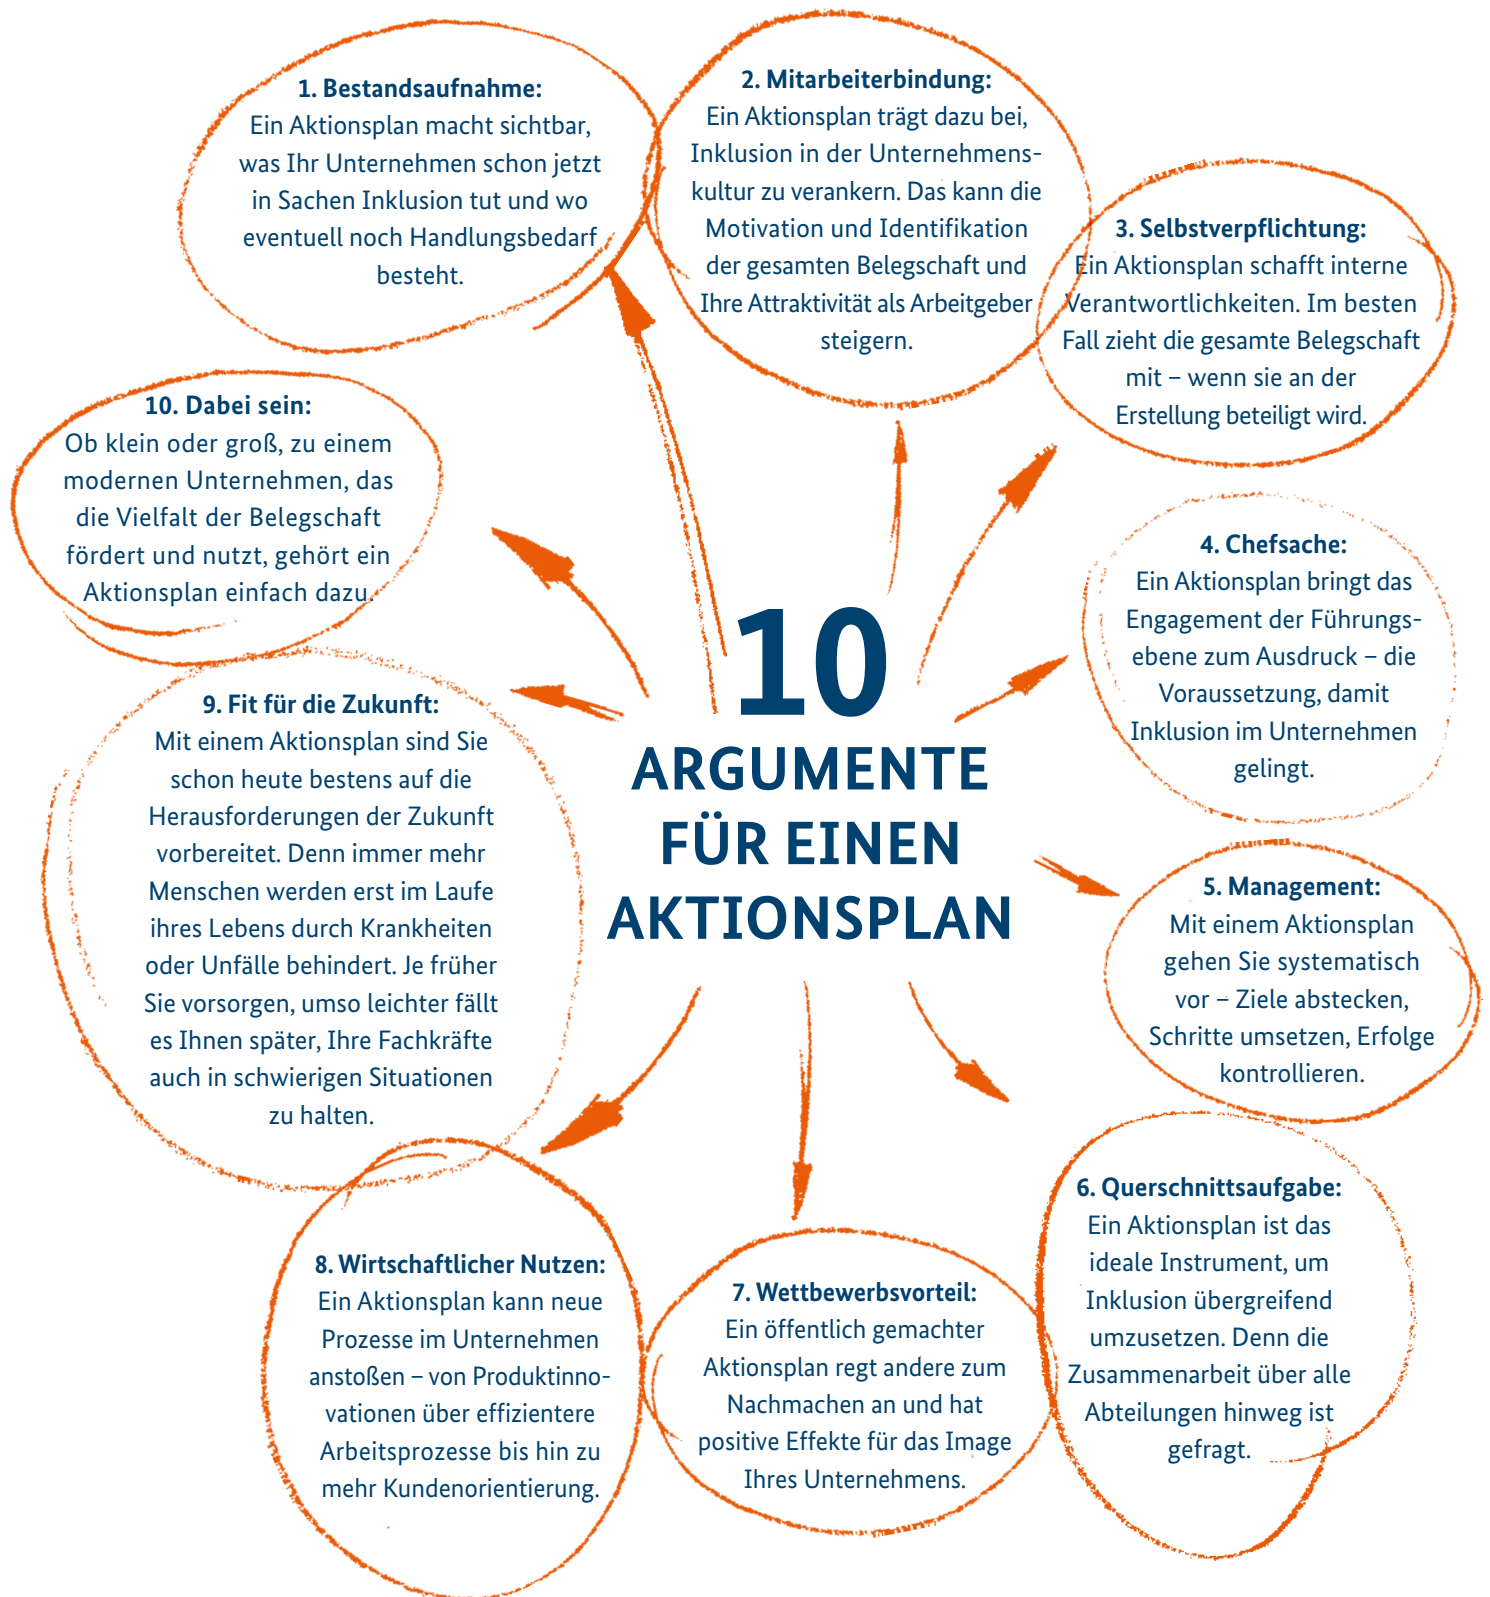 10
ARGUMENTE
FÜR EINEN
AKTIONSPLAN
1. Bestandsaufnahme:
Ein Aktionsplan macht sichtbar,
was Ihr Unternehmen schon jetzt
in Sachen Inklusion tut und wo
eventuell noch Handlungsbedarf
besteht.
2. Mitarbeiterbindung:
Ein Aktionsplan trägt dazu bei,
Inklusion in der Unternehmens-
kultur zu verankern. Das kann die
Motivation und Identifikation
der gesamten Belegschaft und
Ihre Attraktivität als Arbeitgeber
steigern.
3. Selbstverpflichtung:
Ein Aktionsplan schafft interne
Verantwortlichkeiten. Im besten
Fall zieht die gesamte Belegschaft
mit – wenn sie an der
Erstellung beteiligt wird.
4. Chefsache:
Ein Aktionsplan bringt das
Engagement der Führungs-
ebene zum Ausdruck – die
Voraussetzung, damit
Inklusion im Unternehmen
gelingt.
5. Management:
Mit einem Aktionsplan
gehen Sie systematisch
vor – Ziele abstecken,
Schritte umsetzen, Erfolge
kontrollieren.
6. Querschnittsaufgabe:
Ein Aktionsplan ist das
ideale Instrument, um
Inklusion übergreifend
umzusetzen. Denn die
Zusammenarbeit über alle
Abteilungen hinweg ist
gefragt.
7. Wettbewerbsvorteil:
Ein öffentlich gemachter
Aktionsplan regt andere zum
Nachmachen an und hat
positive Effekte für das Image
Ihres Unternehmens.
8. Wirtschaftlicher Nutzen:
Ein Aktionsplan kann neue
Prozesse im Unternehmen
anstoßen – von Produktinno-
vationen über effizientere
Arbeitsprozesse bis hin zu
mehr Kundenorientierung.
9. Fit für die Zukunft:
Mit einem Aktionsplan sind Sie
schon heute bestens auf die
Herausforderungen der Zukunft
vorbereitet. Denn immer mehr
Menschen werden erst im Laufe
ihres Lebens durch Krankheiten
oder Unfälle behindert. Je früher
Sie vorsorgen, umso leichter fällt
es Ihnen später, Ihre Fachkräfte
auch in schwierigen Situationen
zu halten.
10. Dabei sein:
Ob klein oder groß, zu einem
modernen Unternehmen, das
die Vielfalt der Belegschaft
fördert und nutzt, gehört ein
Aktionsplan einfach dazu.